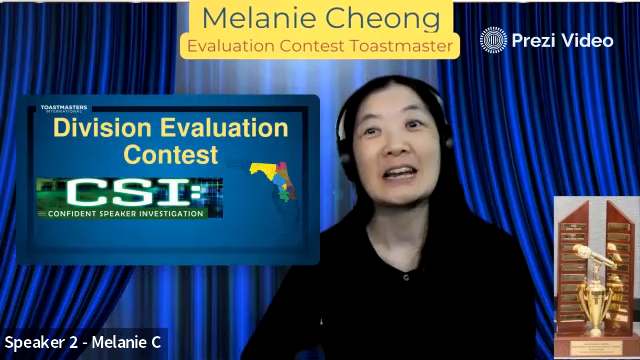 Melanie Cheong
Evaluation Contest Toastmaster
Prezi Video
TOASTMASTERS
INTERNATIONAL
Division Evaluation
Contest
CSI:
CONFIDENT SPEAKER INVESTIGATION
Speaker 2 - Melanie C